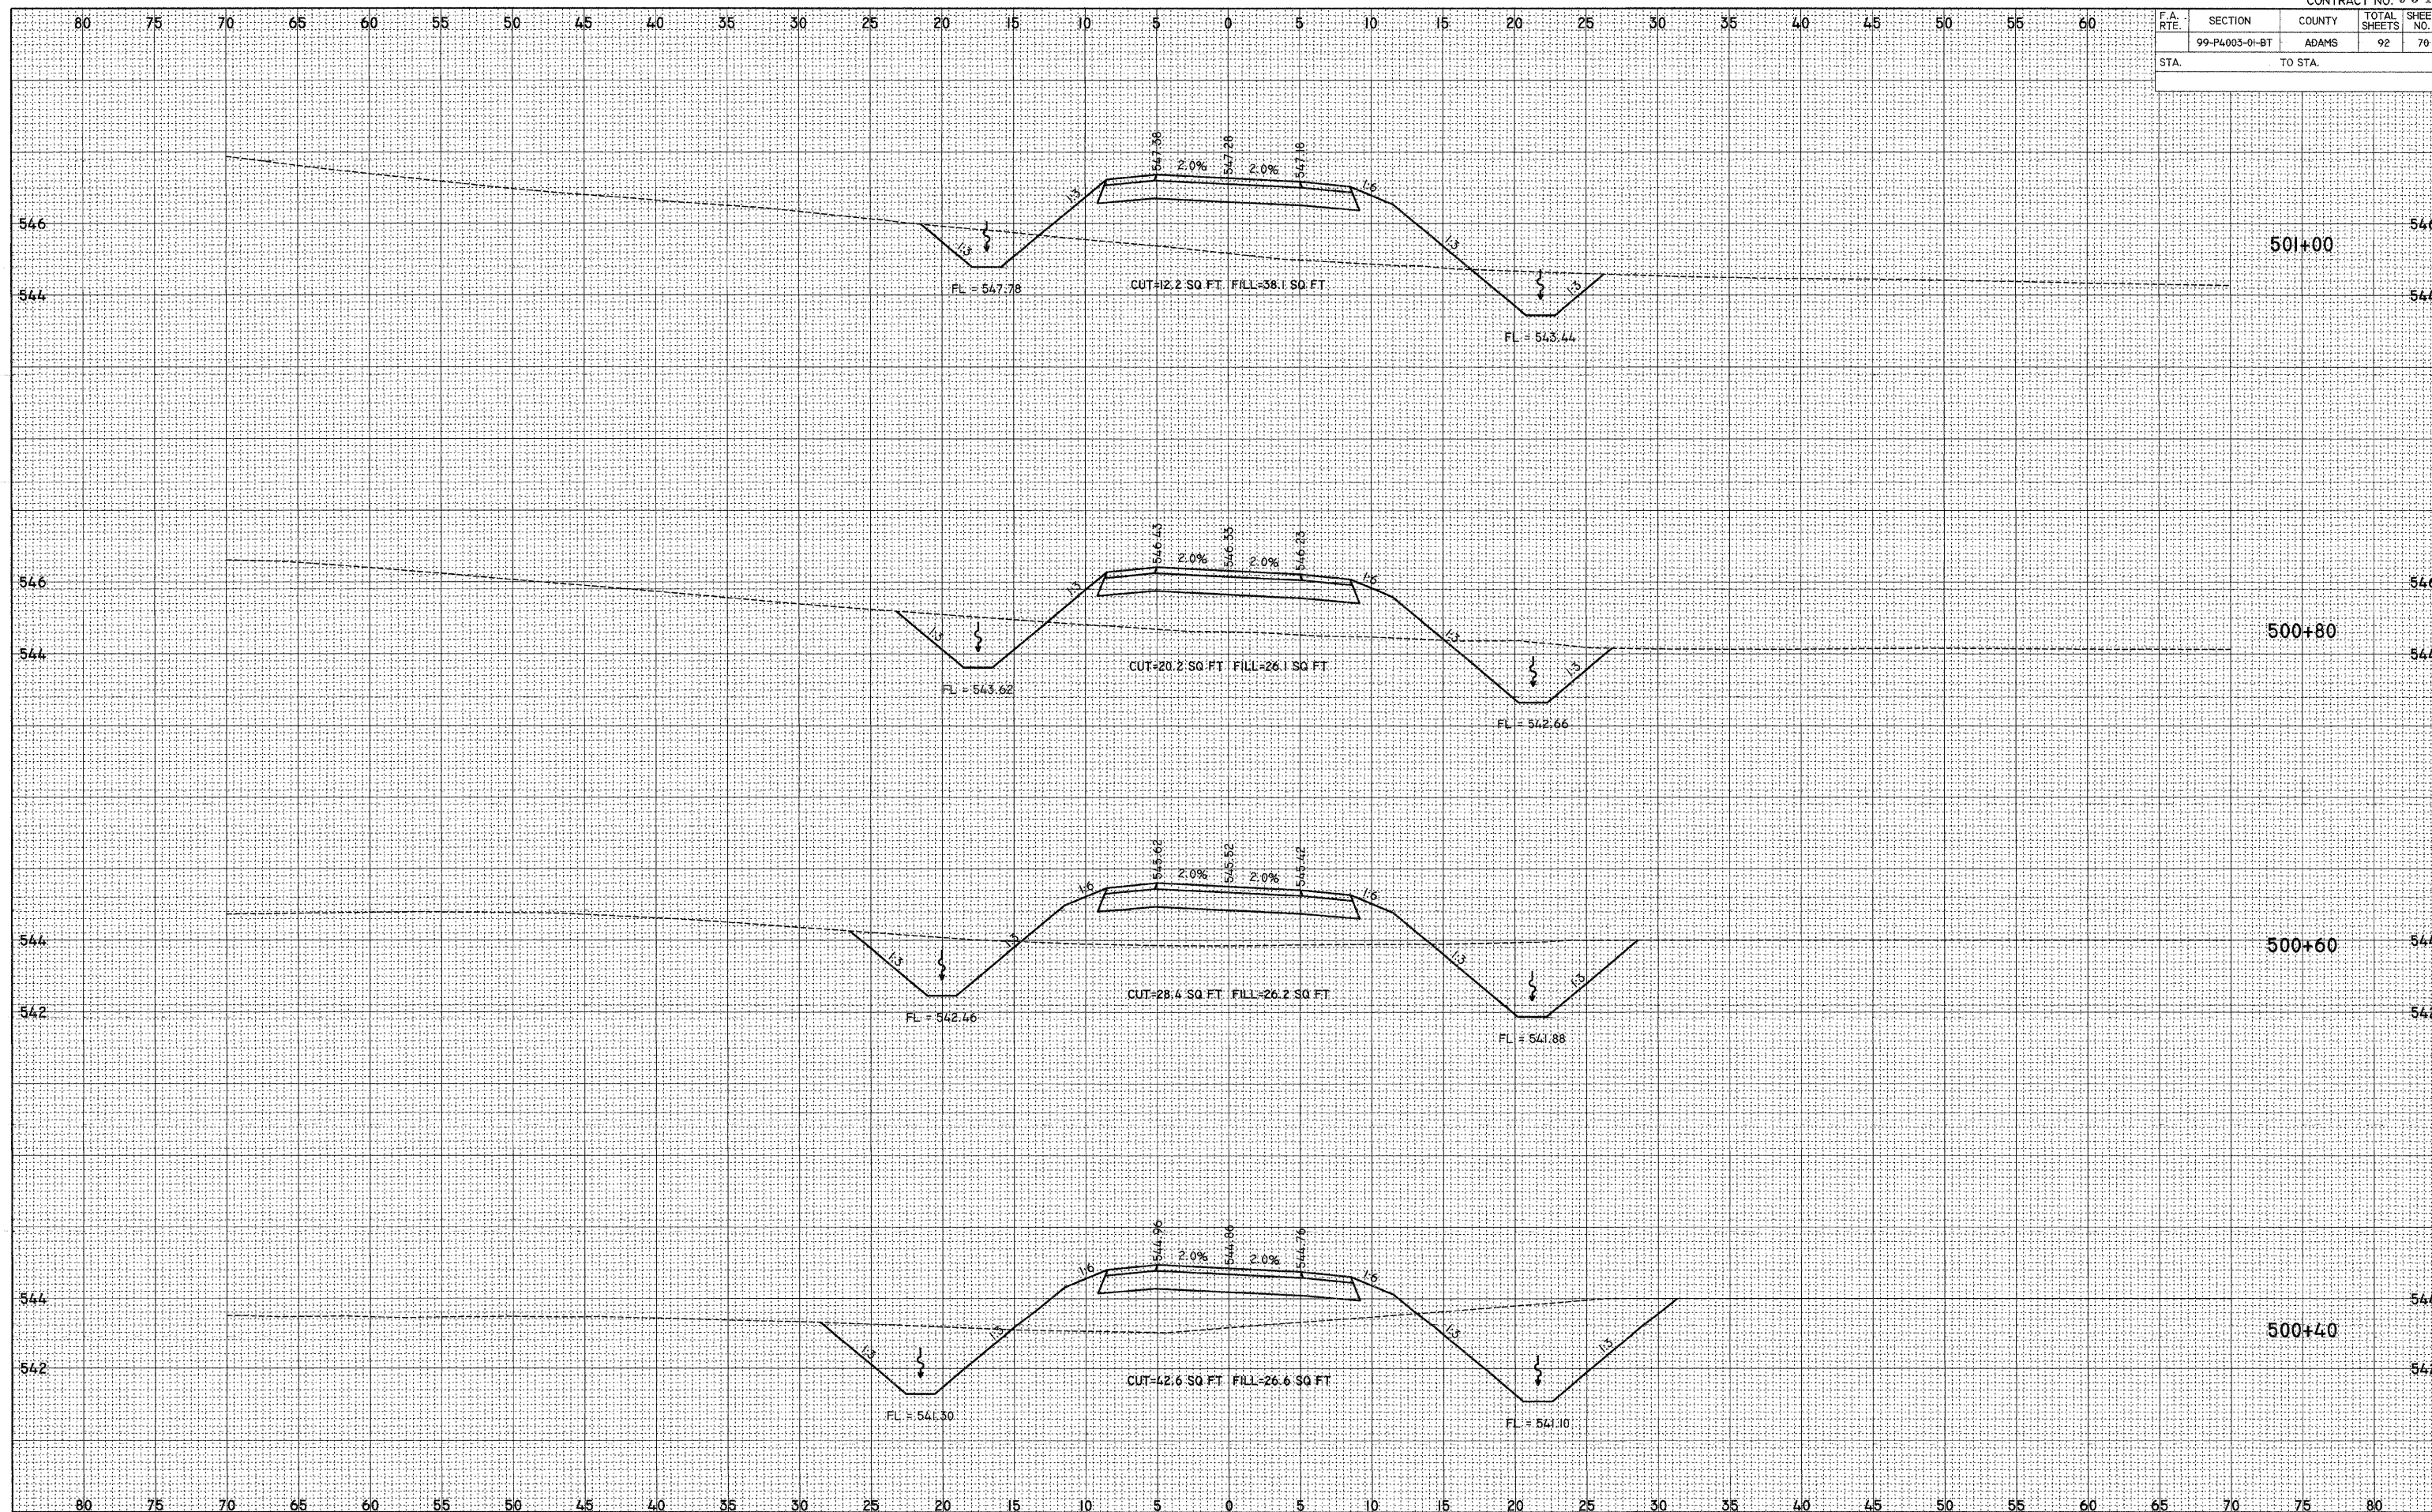 CONTRACT NO.
80 75 70 65 60 55 50 45 40 35 30 25 20 15 10 5 0 5 10 15 20 25 30 35 40 45 50 55 60
F.A. RTE. SECTION COUNTY TOTAL SHEETS SHEE NO.
99-P4003-01-BT ADAMS 92 70
STA. TO STA.
547.38 2.0% 547.28 2.0% 547.18
1:3 1:6
546 546
501+00
1:3 1:3
FL = 547.78 CUT=12.2 SQ FT FILL=38.1 SQ FT
544 1:3 544
FL = 543.44
546.43 2.0% 546.33 2.0% 546.23
546 1:3 1:6 546
500+80
1:3 1:3
544 1:3 544
CUT=20.2 SQ FT FILL=26.1 SQ FT
FL = 543.62
FL = 542.66
545.62 2.0% 545.52 2.0% 545.42
1:6 1:6
544 1:3 500+60 544
1:3 1:3 1:3
CUT=28.4 SQ FT FILL=26.2 SQ FT
542 FL = 542.46 542
FL = 541.88
544.96 2.0% 544.86 2.0% 544.76
1:6 1:6
544 544
1:3 1:3 1:3 500+40
1:3
542 542
CUT=42.6 SQ FT FILL=26.6 SQ FT
FL = 541.30 FL = 541.10
80 75 70 65 60 55 50 45 40 35 30 25 20 15 10 5 0 5 10 15 20 25 30 35 40 45 50 55 60 65 70 75 80